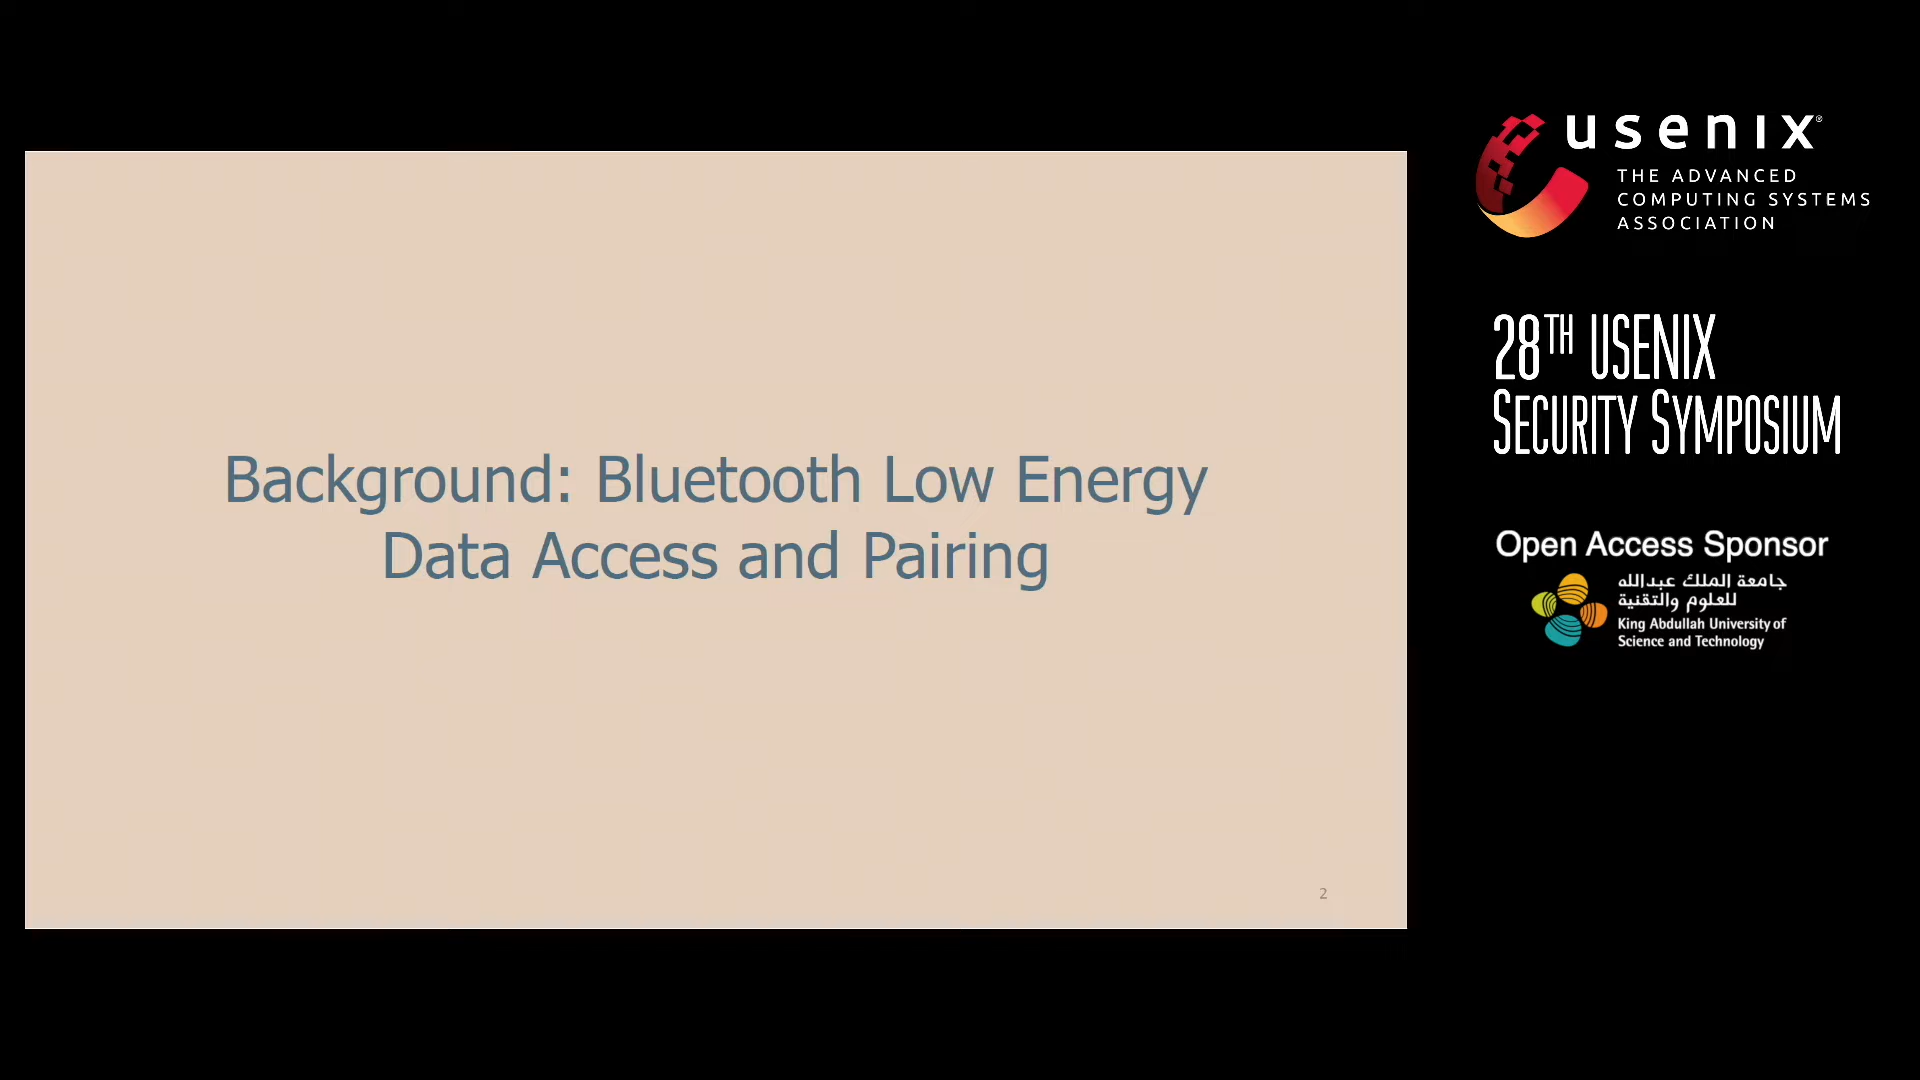 Background: Bluetooth Low Energy
Data Access and Pairing
2
usenix®
THE ADVANCED
COMPUTING SYSTEMS
ASSOCIATION
28TH USENIX
SECURITY SYMPOSIUM
Open Access Sponsor
جامعة الملك عبدالله
للعلوم والتقنية
King Abdullah University of
Science and Technology